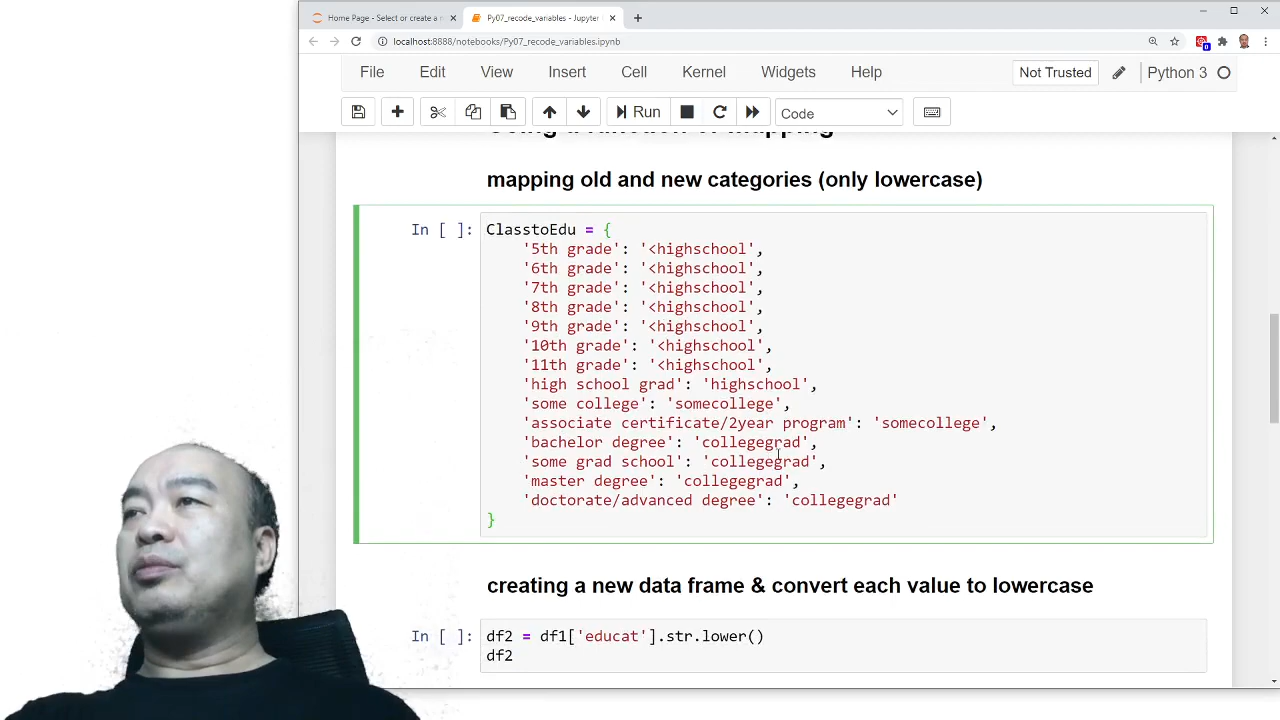 Home Page - Select or create a n
Py07_recode_variables - Jupyter
localhost:8888/notebooks/Py07_recode_variables.ipynb
File Edit View Insert Cell Kernel Widgets Help Not Trusted Python 3
Run Code
mapping old and new categories (only lowercase)
In [ ]: ClasstoEdu = {
'5th grade': '<highschool',
'6th grade': '<highschool',
'7th grade': '<highschool',
'8th grade': '<highschool',
'9th grade': '<highschool',
'10th grade': '<highschool',
'11th grade': '<highschool',
'high school grad': 'highschool',
'some college': 'somecollege',
'associate certificate/2year program': 'somecollege',
'bachelor degree': 'collegegrad',
'some grad school': 'collegegrad',
'master degree': 'collegegrad',
'doctorate/advanced degree': 'collegegrad'
}
creating a new data frame & convert each value to lowercase
In [ ]: df2 = df1['educat'].str.lower()
df2